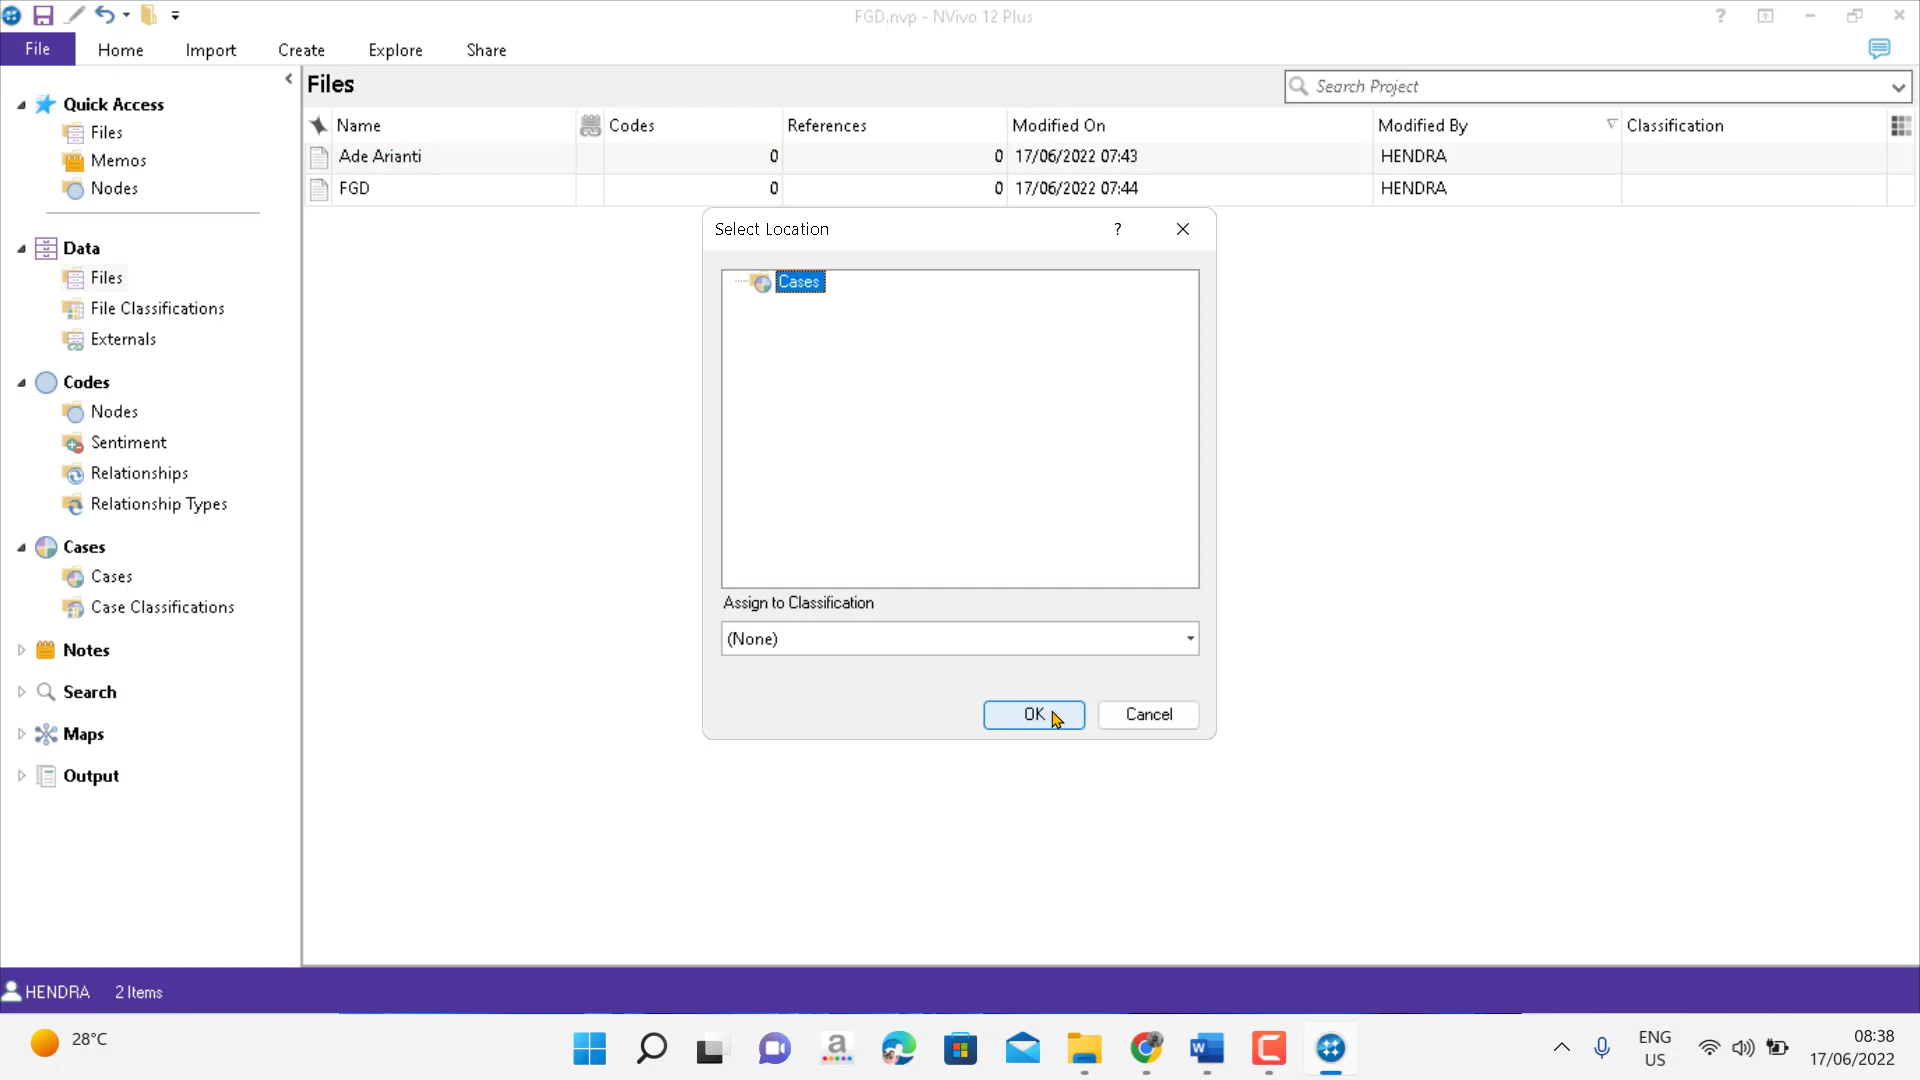 FGD.nvp - NVivo 12 Plus
?
File Home Import Create Explore Share
Quick Access
Files
Memos
Nodes
Data
Files
File Classifications
Externals
Codes
Nodes
Sentiment
Relationships
Relationship Types
Cases
Cases
Case Classifications
Notes
Search
Maps
Output
Files
Search Project
Name Codes References Modified On Modified By Classification
Ade Arianti 0 0 17/06/2022 07:43 HENDRA
FGD 0 0 17/06/2022 07:44 HENDRA
Select Location ?
Cases
Assign to Classification
(None)
OK Cancel
HENDRA 2 Items
28°C
ENG
US
08:38
17/06/2022